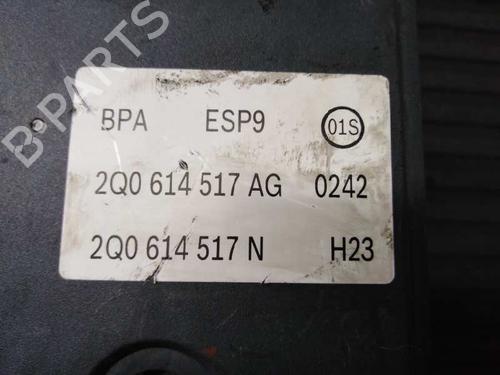 B-PARTS
BPA ESP9 01S
2Q0 614 517 AG 0242
2Q0 614 517 N H23